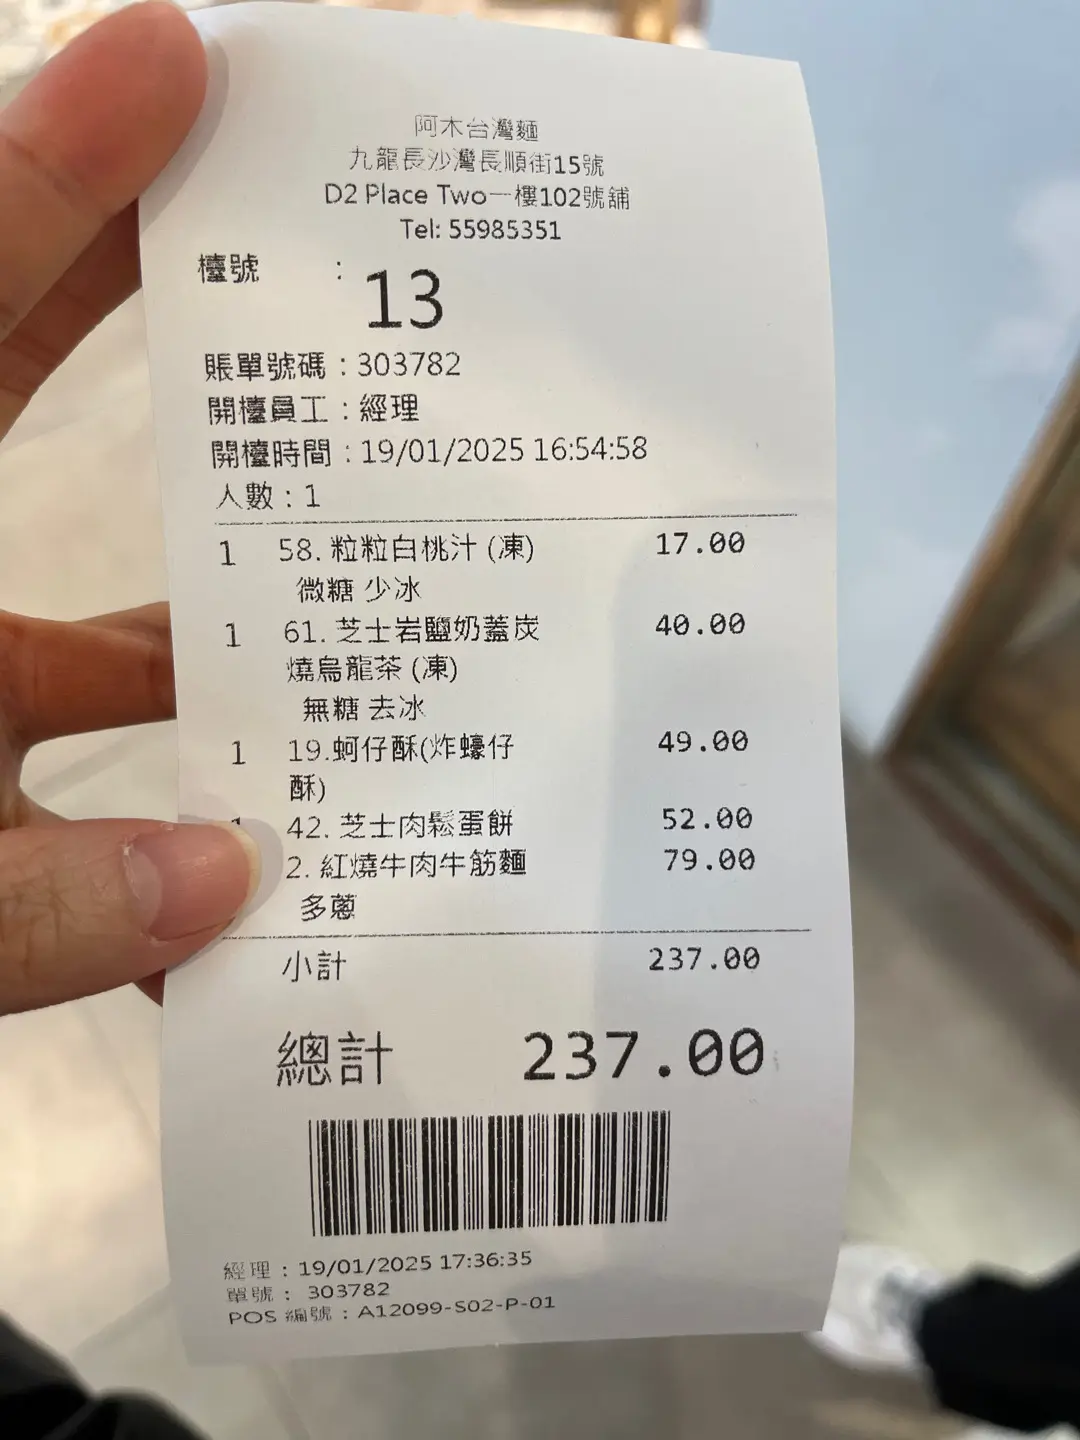 阿木台灣麵
九龍長沙灣長順街15號
D2 Place Two一樓102號舖
Tel: 55985351
檯號 : 13
賬單號碼 : 303782
開檯員工 : 經理
開檯時間 : 19/01/2025 16:54:58
人數 : 1
1 58. 粒粒白桃汁 (凍) 17.00
微糖 少冰
1 61. 芝士岩鹽奶蓋炭 40.00
燒烏龍茶 (凍)
無糖 去冰
1 19.蚵仔酥(炸蠔仔 49.00
酥)
42. 芝士肉鬆蛋餅 52.00
2. 紅燒牛肉牛筋麵 79.00
多蔥
小計 237.00
總計 237.00
經理 : 19/01/2025 17:36:35
單號 : 303782
POS 編號 : A12099-S02-P-01